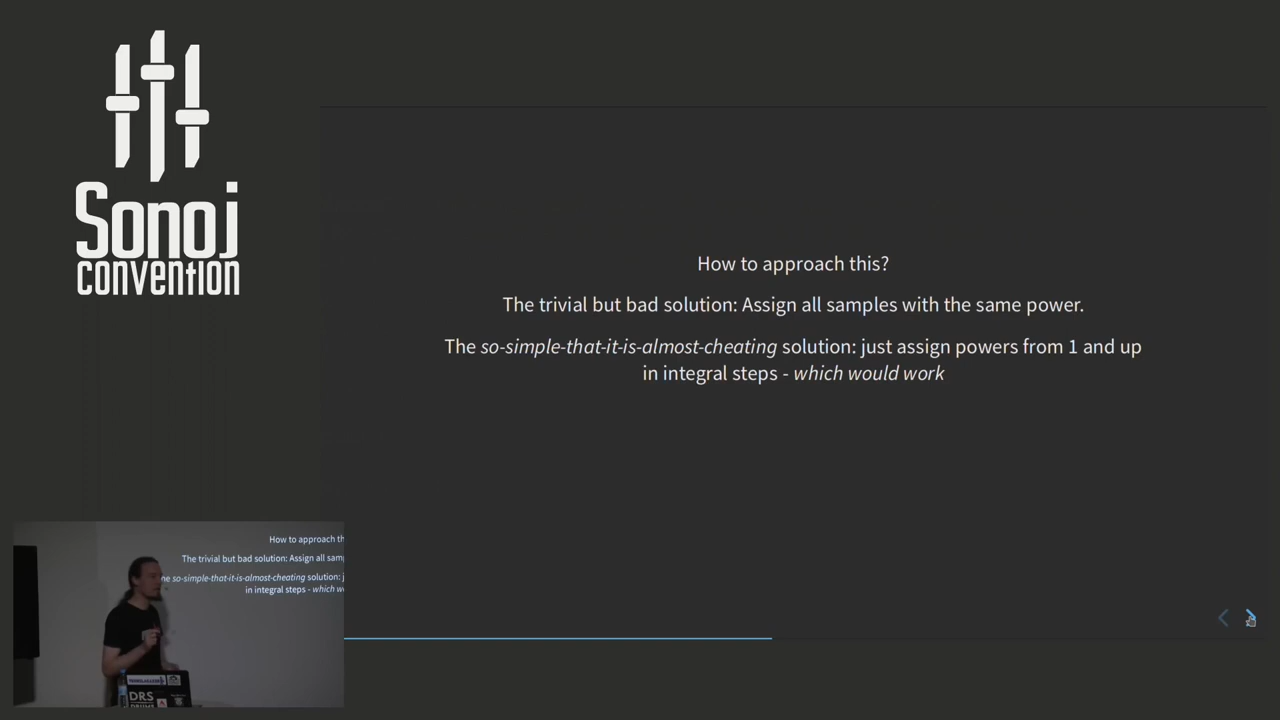 Sonoj
convention
How to approach this?
The trivial but bad solution: Assign all samples with the same power.
The so-simple-that-it-is-almost-cheating solution: just assign powers from 1 and up
in integral steps - which would work
How to approach th
The trivial but bad solution: Assign all sam
he so-simple-that-it-is-almost-cheating solution: j
in integral steps - which w
DRS
DRUMS